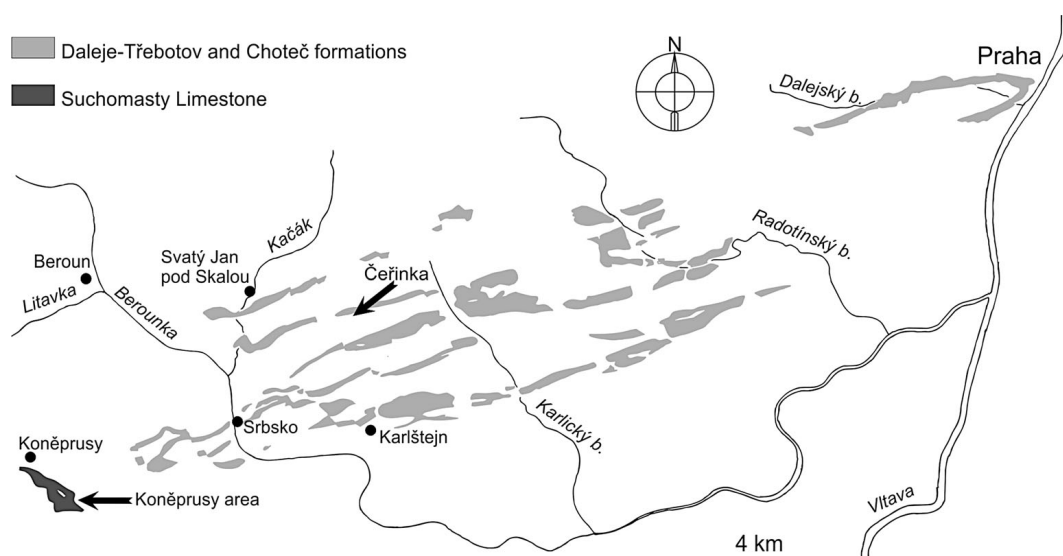 Daleje-Třebotov and Choteč formations
Suchomasty Limestone
N
Praha
Dalejský b.
Radotínský b.
Kačák
Svatý Jan
pod Skalou
Beroun
Litavka
Berounka
Čeřinka
Srbsko
Karlštejn
Karlický b.
Koněprusy
Koněprusy area
Vltava
4 km